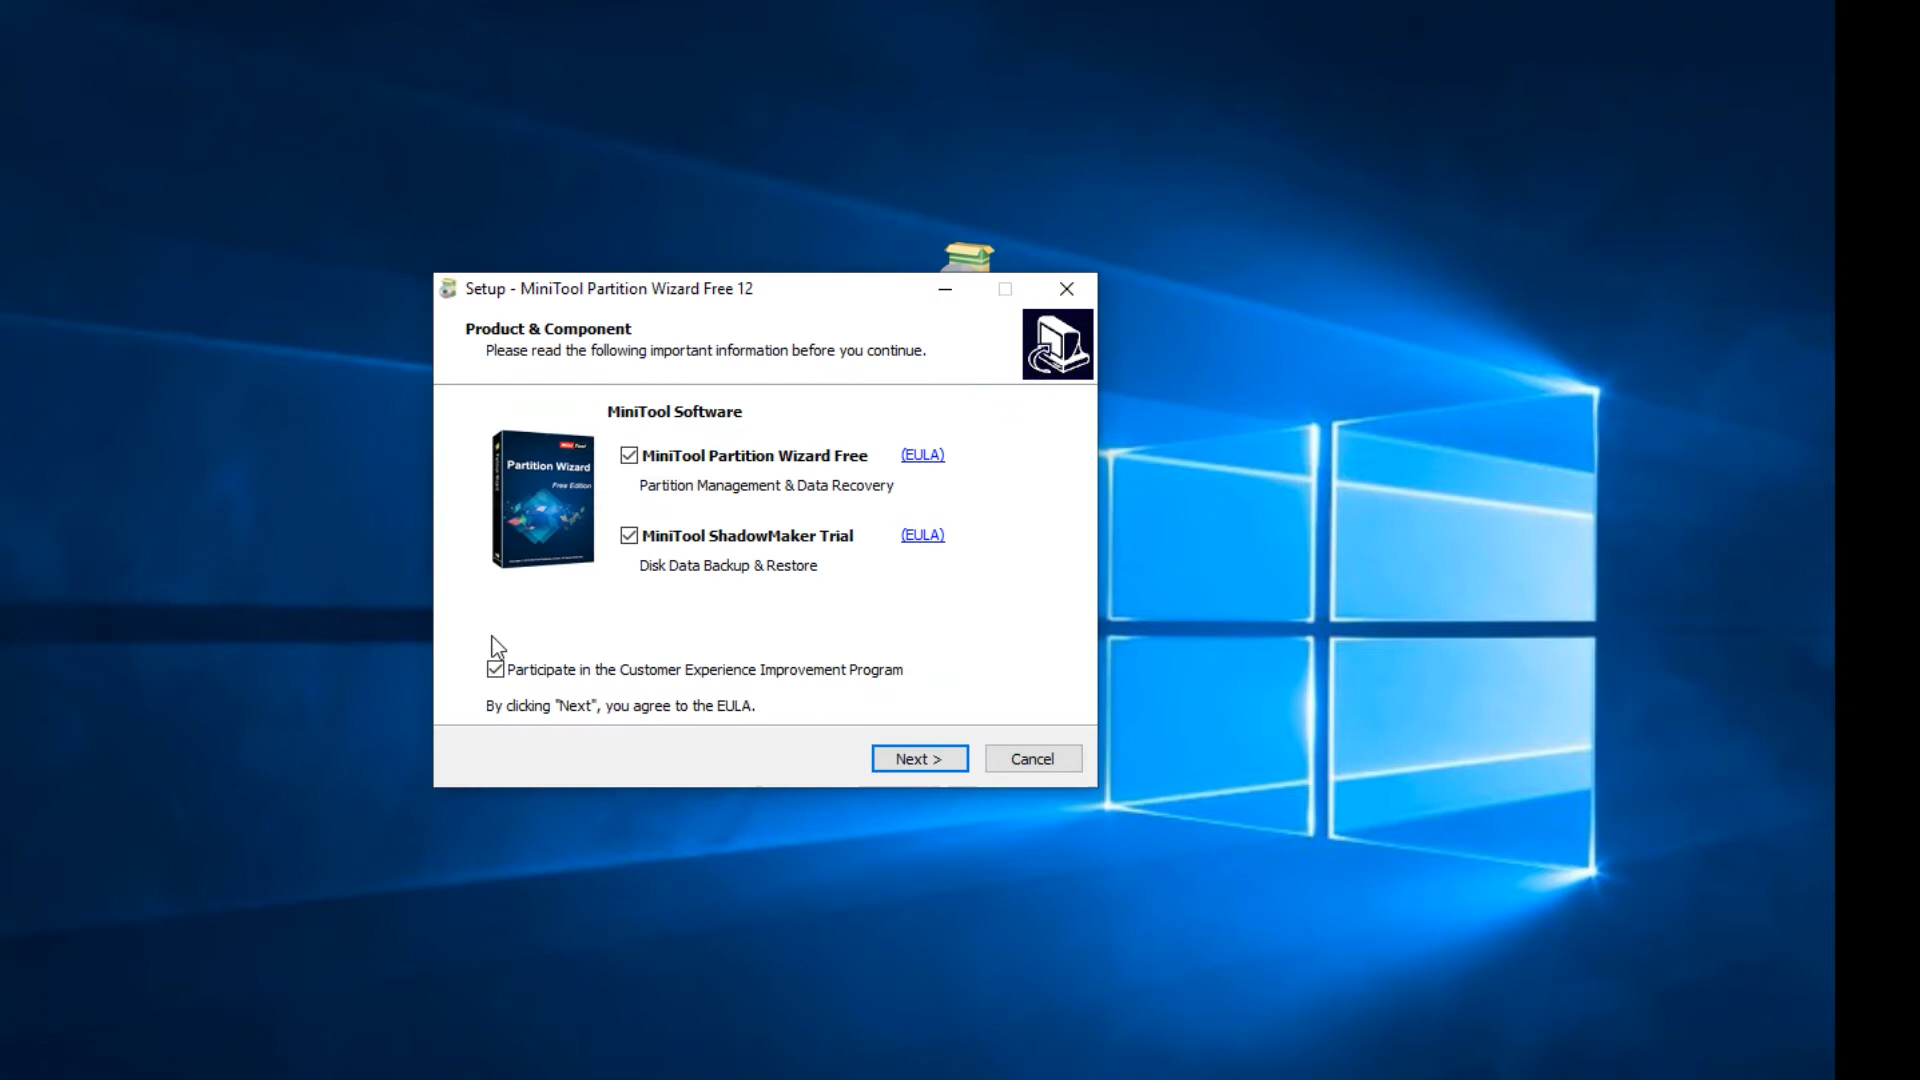 Setup - MiniTool Partition Wizard Free 12
Product & Component
Please read the following important information before you continue.
MiniTool Software
Partition Wizard
Free Edition
MiniTool Partition Wizard Free (EULA)
Partition Management & Data Recovery
MiniTool ShadowMaker Trial (EULA)
Disk Data Backup & Restore
Participate in the Customer Experience Improvement Program
By clicking "Next", you agree to the EULA.
Next > Cancel